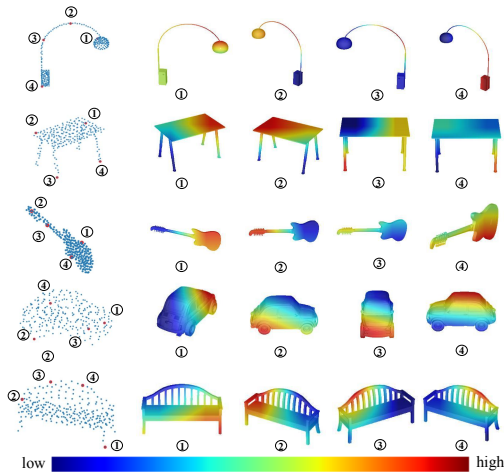 ② ③ ①
④
① ② ③ ④
② ①
③ ④
① ② ③ ④
②
③ ①
④
① ② ③ ④
④ ①
② ③
① ② ③ ④
②
③ ④
②
①
① ② ③ ④
low high